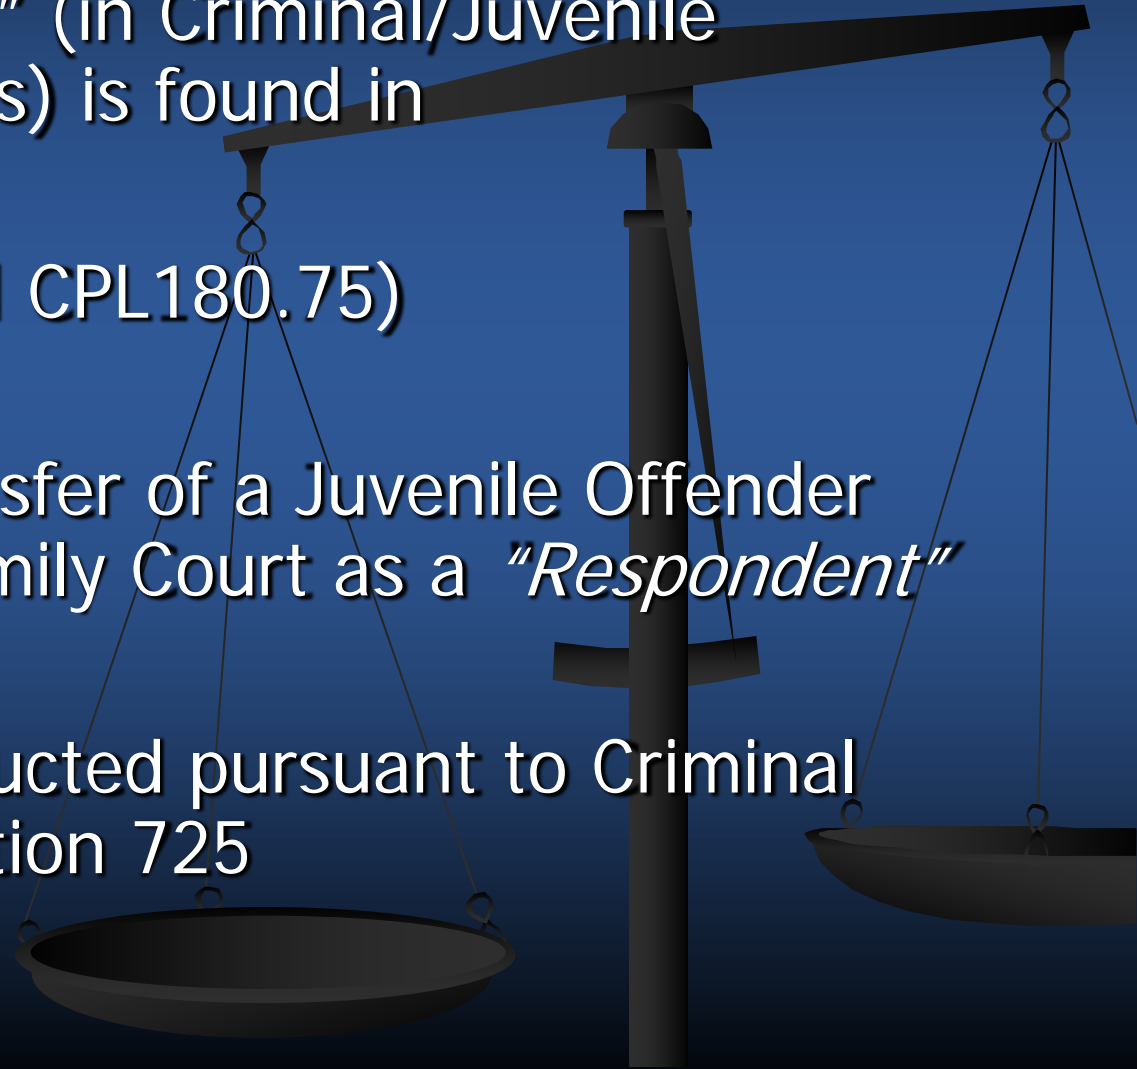 ” (in Criminal/Juvenile
s) is found in
CPL180.75)
sfer of a Juvenile Offender
mily Court as a “Respondent”
ucted pursuant to Criminal
tion 725